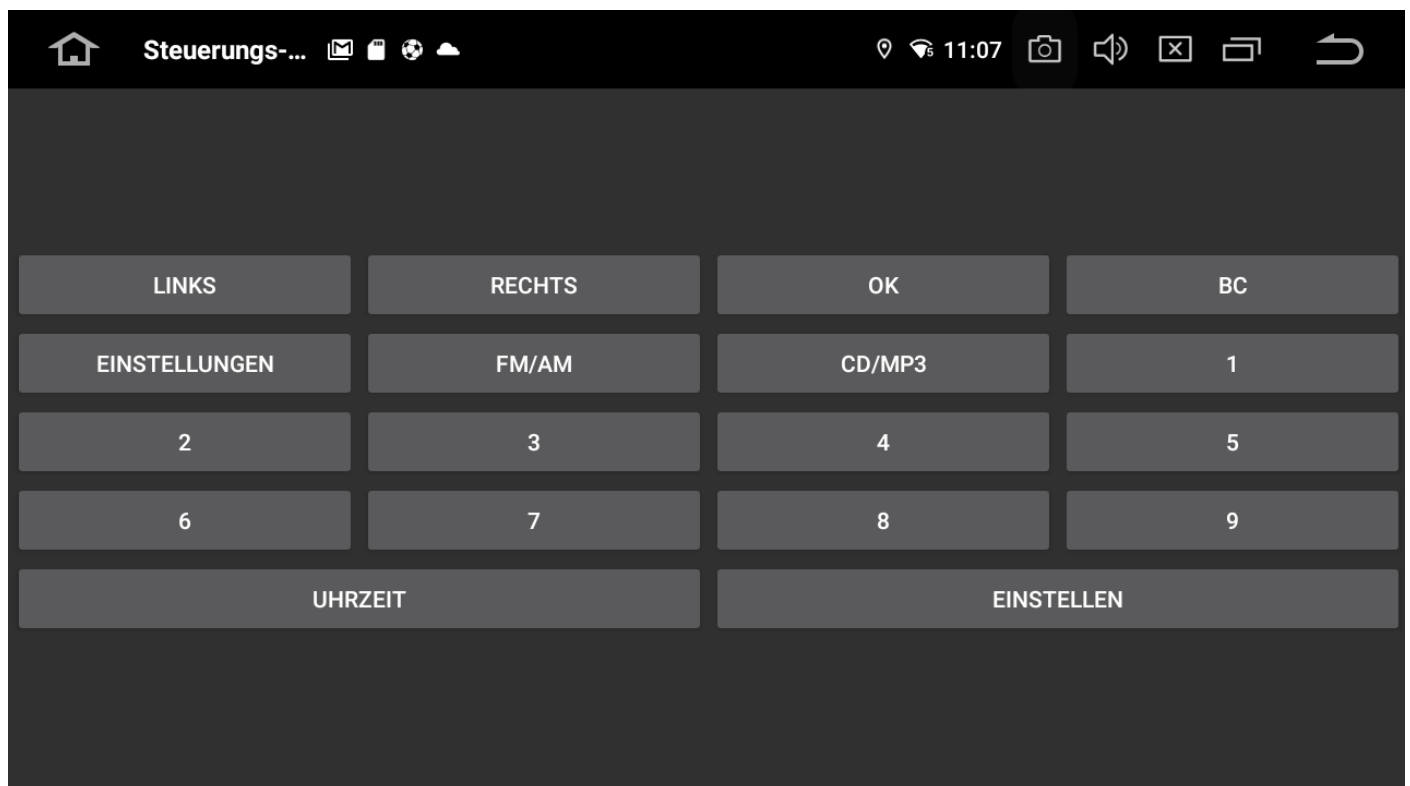 Steuerungs-... 5 11:07
LINKS RECHTS OK BC
EINSTELLUNGEN FM/AM CD/MP3 1
2 3 4 5
6 7 8 9
UHRZEIT EINSTELLEN